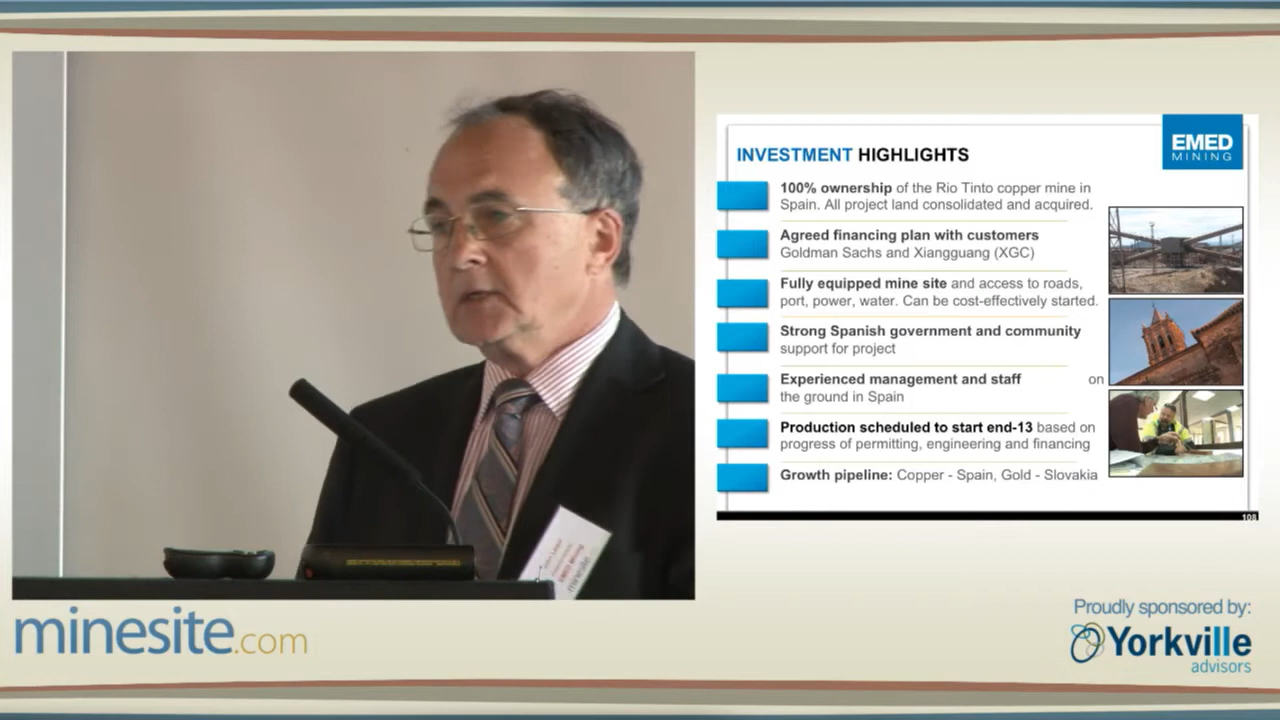 EMED
MINING
INVESTMENT HIGHLIGHTS
100% ownership of the Rio Tinto copper mine in
Spain. All project land consolidated and acquired.
Agreed financing plan with customers
Goldman Sachs and Xiangguang (XGC)
Fully equipped mine site and access to roads,
port, power, water. Can be cost-effectively started.
Strong Spanish government and community
support for project
Experienced management and staff on
the ground in Spain
Production scheduled to start end-13 based on
progress of permitting, engineering and financing
Growth pipeline: Copper - Spain, Gold - Slovakia
108
EMED Mining
minesite.com
Proudly sponsored by:
Yorkville
advisors